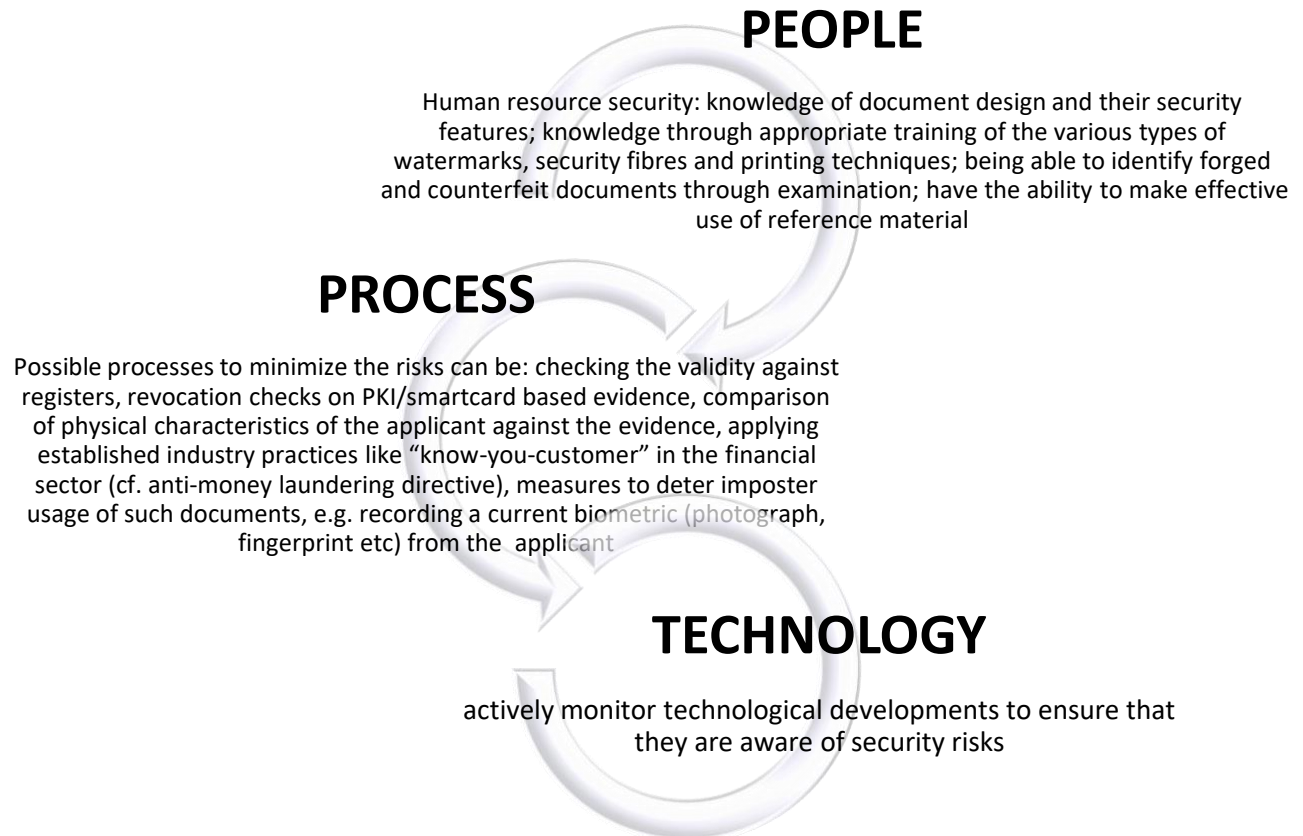 PEOPLE
Human resource security: knowledge of document design and their security
features; knowledge through appropriate training of the various types of
watermarks, security fibres and printing techniques; being able to identify forged
and counterfeit documents through examination; have the ability to make effective
use of reference material
PROCESS
Possible processes to minimize the risks can be: checking the validity against
registers, revocation checks on PKI/smartcard based evidence, comparison
of physical characteristics of the applicant against the evidence, applying
established industry practices like “know-you-customer” in the financial
sector (cf. anti-money laundering directive), measures to deter imposter
usage of such documents, e.g. recording a current biometric (photograph,
fingerprint etc) from the applicant
TECHNOLOGY
actively monitor technological developments to ensure that
they are aware of security risks